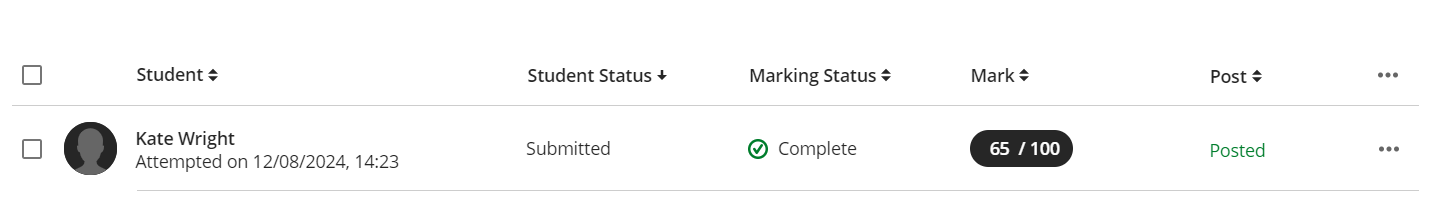 Student Student Status Marking Status Mark Post
Kate Wright
Attempted on 12/08/2024, 14:23
Submitted
Complete
65 / 100
Posted